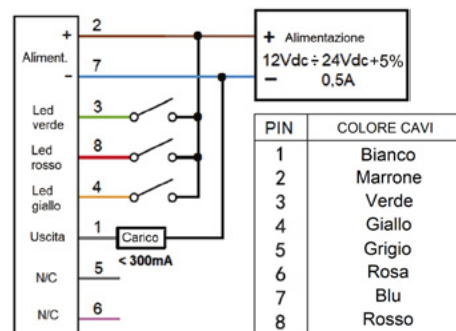 + 2
Aliment.
− 7
Led verde 3
Led rosso 8
Led giallo 4
Uscita 1 Carico
< 300mA
N/C 5
N/C 6
+ Alimentazione
12Vdc ÷ 24Vdc+5%
− 0,5A
PIN COLORE CAVI
1 Bianco
2 Marrone
3 Verde
4 Giallo
5 Grigio
6 Rosa
7 Blu
8 Rosso